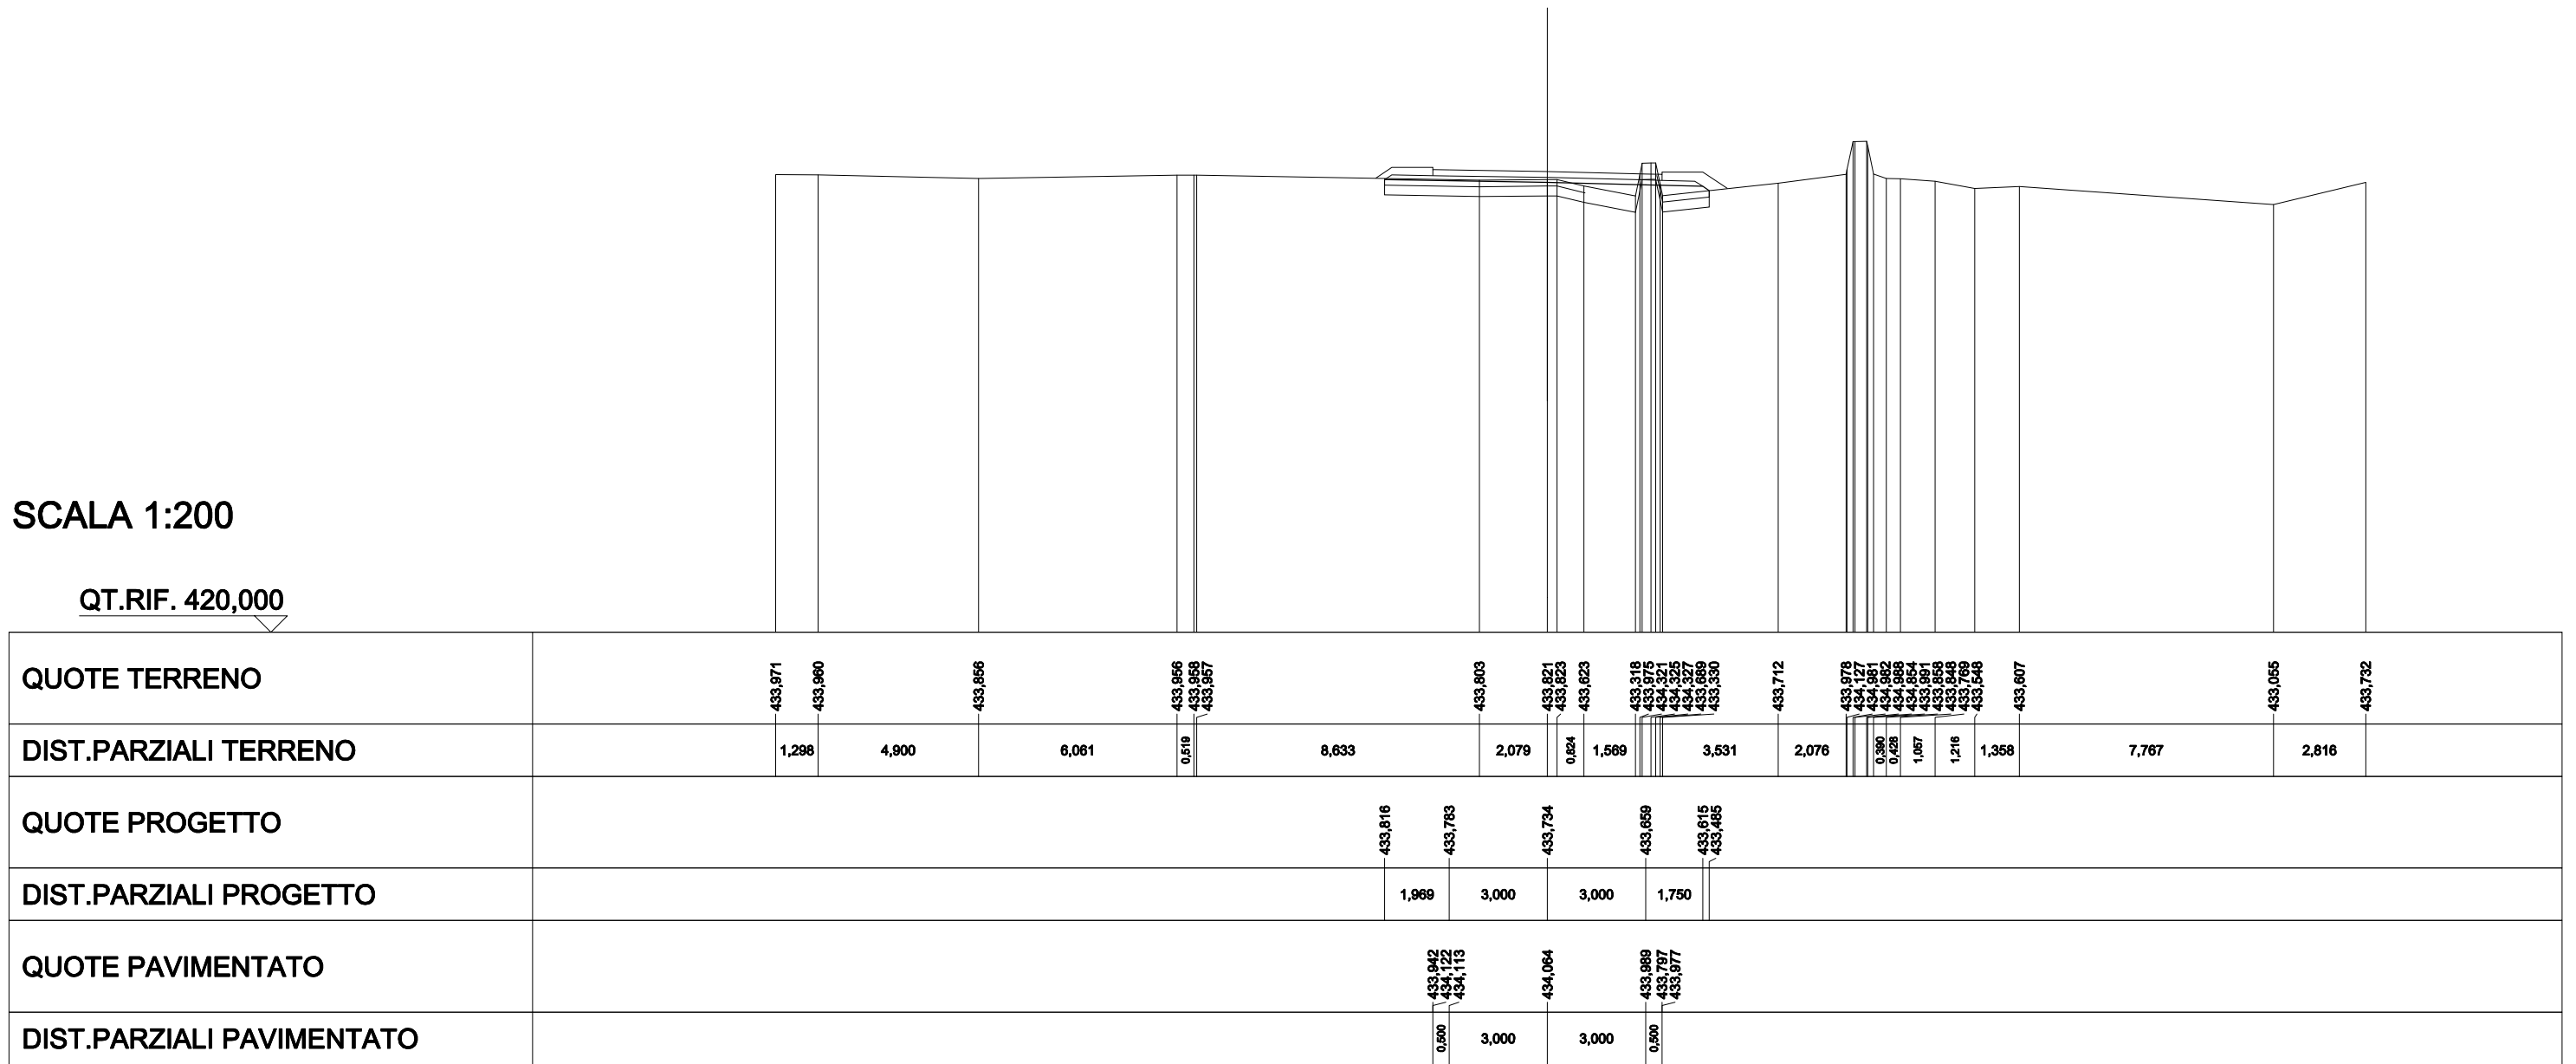 SCALA 1:200
QT.RIF. 420,000
QUOTE TERRENO 433,971 433,960 433,856 433,956 433,958 433,957 433,803 433,821 433,823 433,623 433,318 433,975 434,321 434,325 434,327 433,689 433,330 433,712 433,978 434,127 434,981 434,982 434,988 434,854 433,991 433,858 433,848 433,769 433,548 433,607 433,055 433,732
DIST.PARZIALI TERRENO 1,298 4,900 6,061 0,519 8,633 2,079 0,824 1,569 3,531 2,076 0,390 0,428 1,057 1,216 1,358 7,767 2,816
QUOTE PROGETTO 433,816 433,783 433,734 433,659 433,615 433,485
DIST.PARZIALI PROGETTO 1,969 3,000 3,000 1,750
QUOTE PAVIMENTATO 433,942 434,122 434,113 434,064 433,989 433,797 433,977
DIST.PARZIALI PAVIMENTATO 0,500 3,000 3,000 0,500